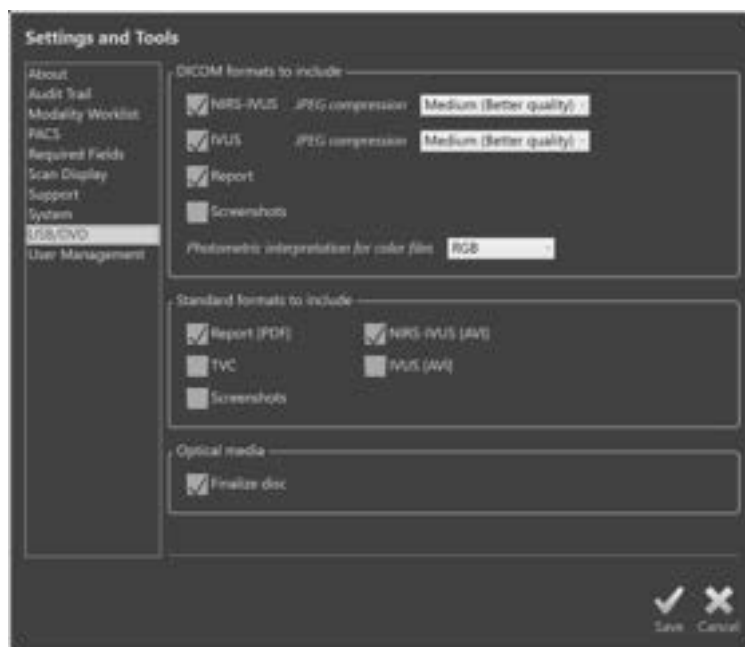 Settings and Tools
About
Audit Trail
Modality Worklist
PACS
Required Fields
Scan Display
Support
System
USB/DVD
User Management
DICOM formats to include
NIRS-IVUS JPEG compression Medium (Better quality)
IVUS JPEG compression Medium (Better quality)
Report
Screenshots
Photometric interpretation for color files RGB
Standard formats to include
Report (PDF) NIRS-IVUS (AVI)
TVC IVUS (AVI)
Screenshots
Optical media
Finalize disc
Save Cancel